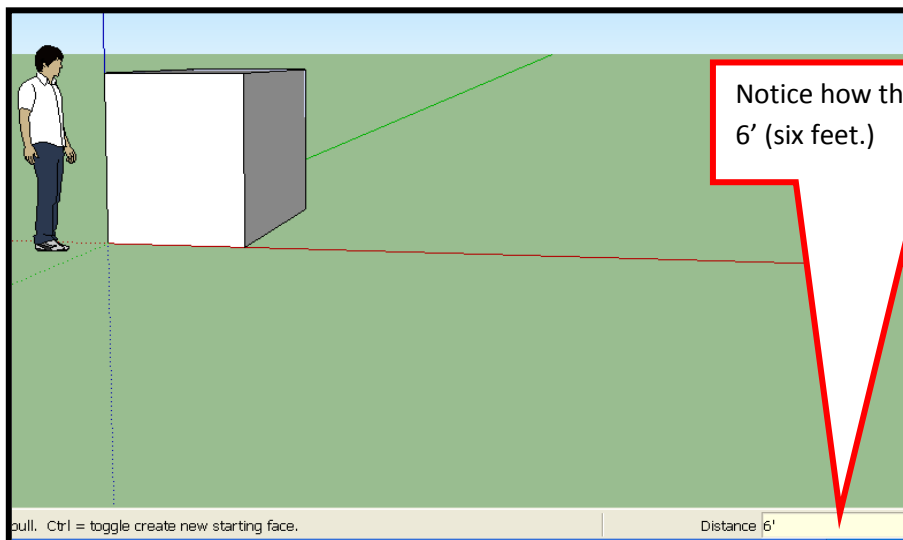 Notice how th
6’ (six feet.)
pull. Ctrl = toggle create new starting face.
Distance 6'